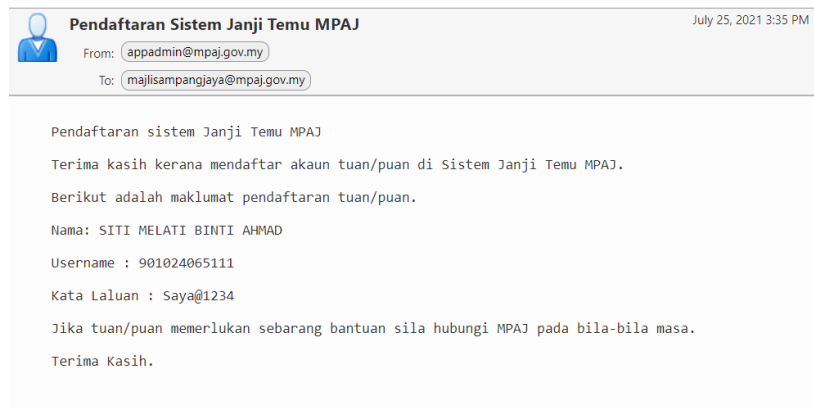 Pendaftaran Sistem Janji Temu MPAJ
July 25, 2021 3:35 PM
From: appadmin@mpaj.gov.my
To: majlisampangjaya@mpaj.gov.my
Pendaftaran sistem Janji Temu MPAJ
Terima kasih kerana mendaftar akaun tuan/puan di Sistem Janji Temu MPAJ.
Berikut adalah maklumat pendaftaran tuan/puan.
Nama: SITI MELATI BINTI AHMAD
Username : 901024065111
Kata Laluan : Saya@1234
Jika tuan/puan memerlukan sebarang bantuan sila hubungi MPAJ pada bila-bila masa.
Terima Kasih.